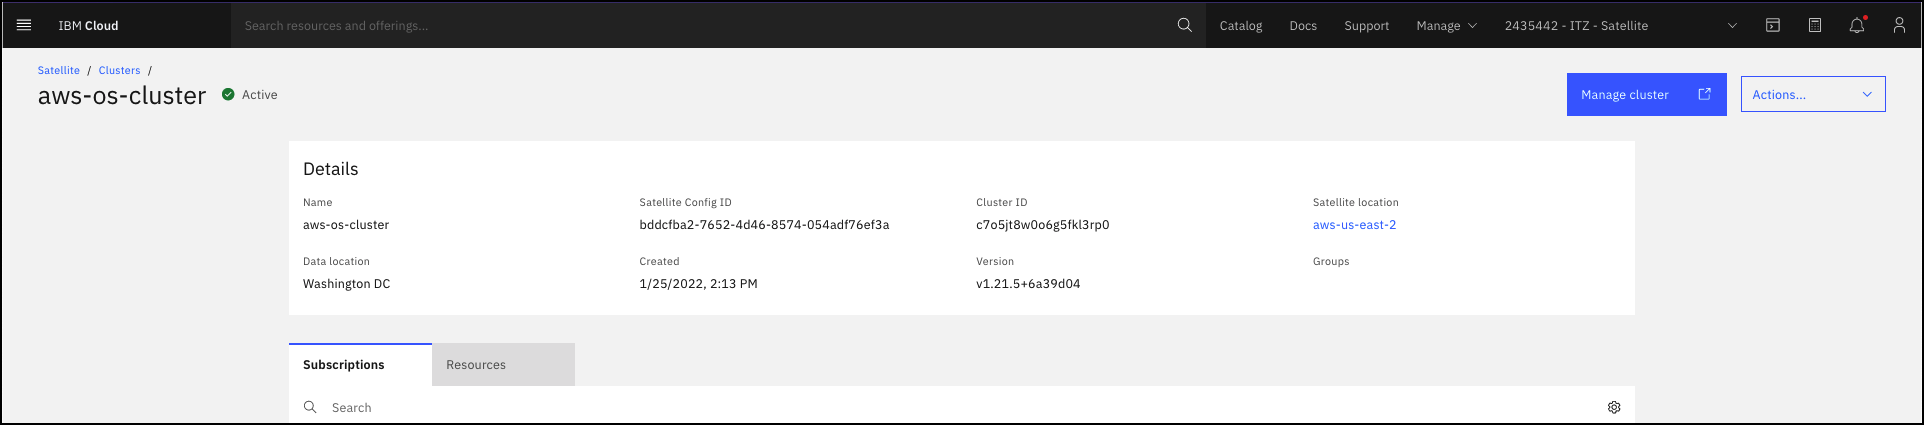 IBM Cloud
Search resources and offerings...
Catalog
Docs
Support
Manage
2435442 - ITZ - Satellite
Satellite / Clusters /
aws-os-cluster
Active
Manage cluster
Actions...
Details
Name
Satellite Config ID
Cluster ID
Satellite location
aws-os-cluster
bddcfba2-7652-4d46-8574-054adf76ef3a
c7o5jt8w0o6g5fkl3rp0
aws-us-east-2
Data location
Created
Version
Groups
Washington DC
1/25/2022, 2:13 PM
v1.21.5+6a39d04
Subscriptions
Resources
Search